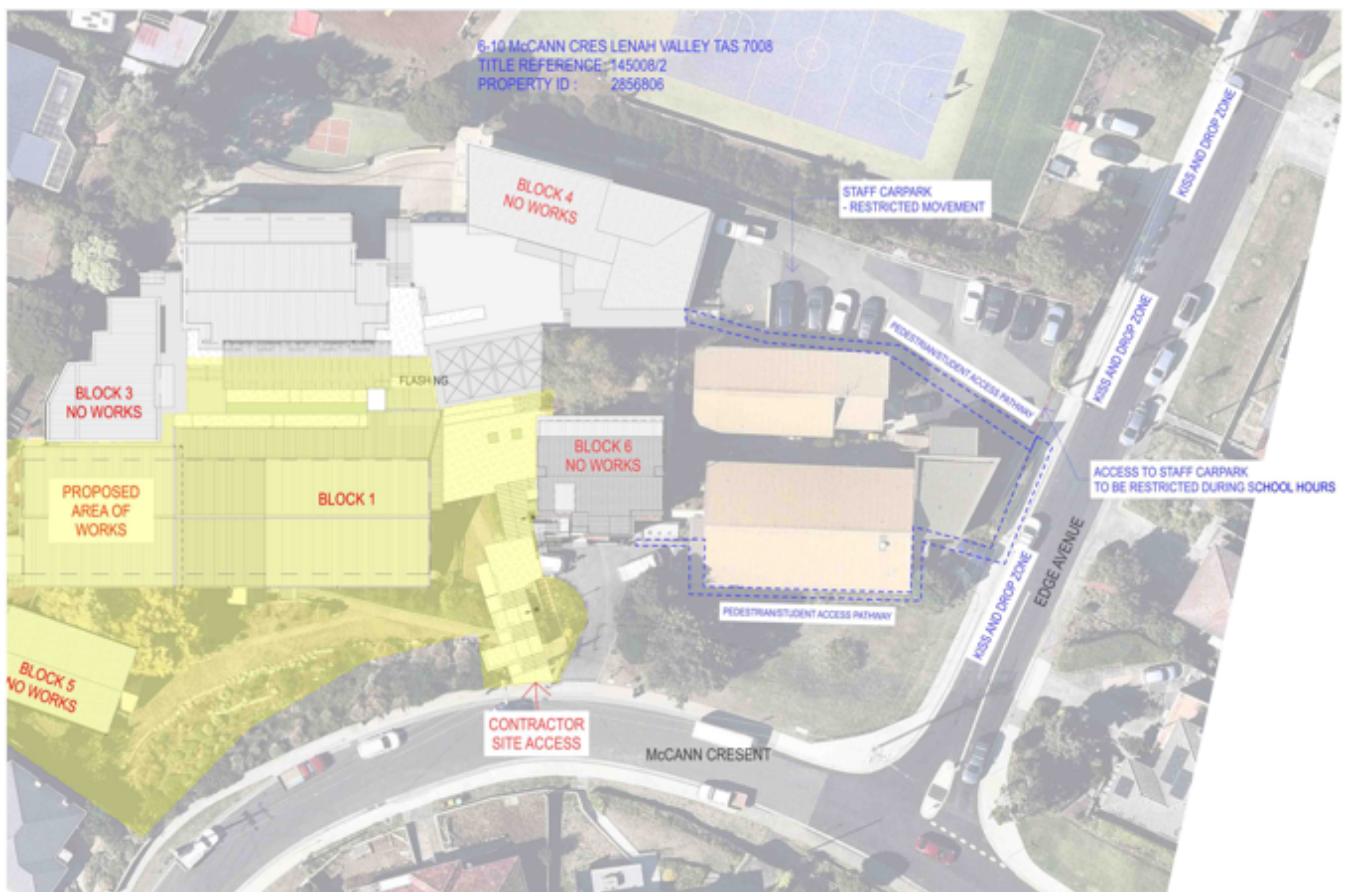 6-10 McCANN CRES LENAH VALLEY TAS 7008
TITLE REFERENCE: 145008/2
PROPERTY ID : 2856806
KISS AND DROP ZONE
BLOCK 4
NO WORKS
STAFF CARPARK
- RESTRICTED MOVEMENT
KISS AND DROP ZONE
PEDESTRIAN/STUDENT ACCESS PATHWAY
FLASHING
BLOCK 3
NO WORKS
BLOCK 6
NO WORKS
ACCESS TO STAFF CARPARK
TO BE RESTRICTED DURING SCHOOL HOURS
PROPOSED
AREA OF
WORKS
BLOCK 1
EDGE AVENUE
KISS AND DROP ZONE
PEDESTRIAN/STUDENT ACCESS PATHWAY
BLOCK 5
NO WORKS
CONTRACTOR
SITE ACCESS
McCANN CRESENT